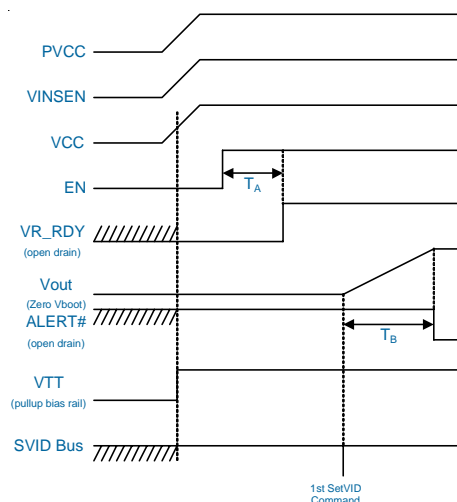 PVCC
VINSEN
VCC
EN
TA
VR_RDY
(open drain)
Vout
(Zero Vboot)
ALERT#
(open drain)
TB
VTT
(pullup bias rail)
SVID Bus
1st SetVID
Command